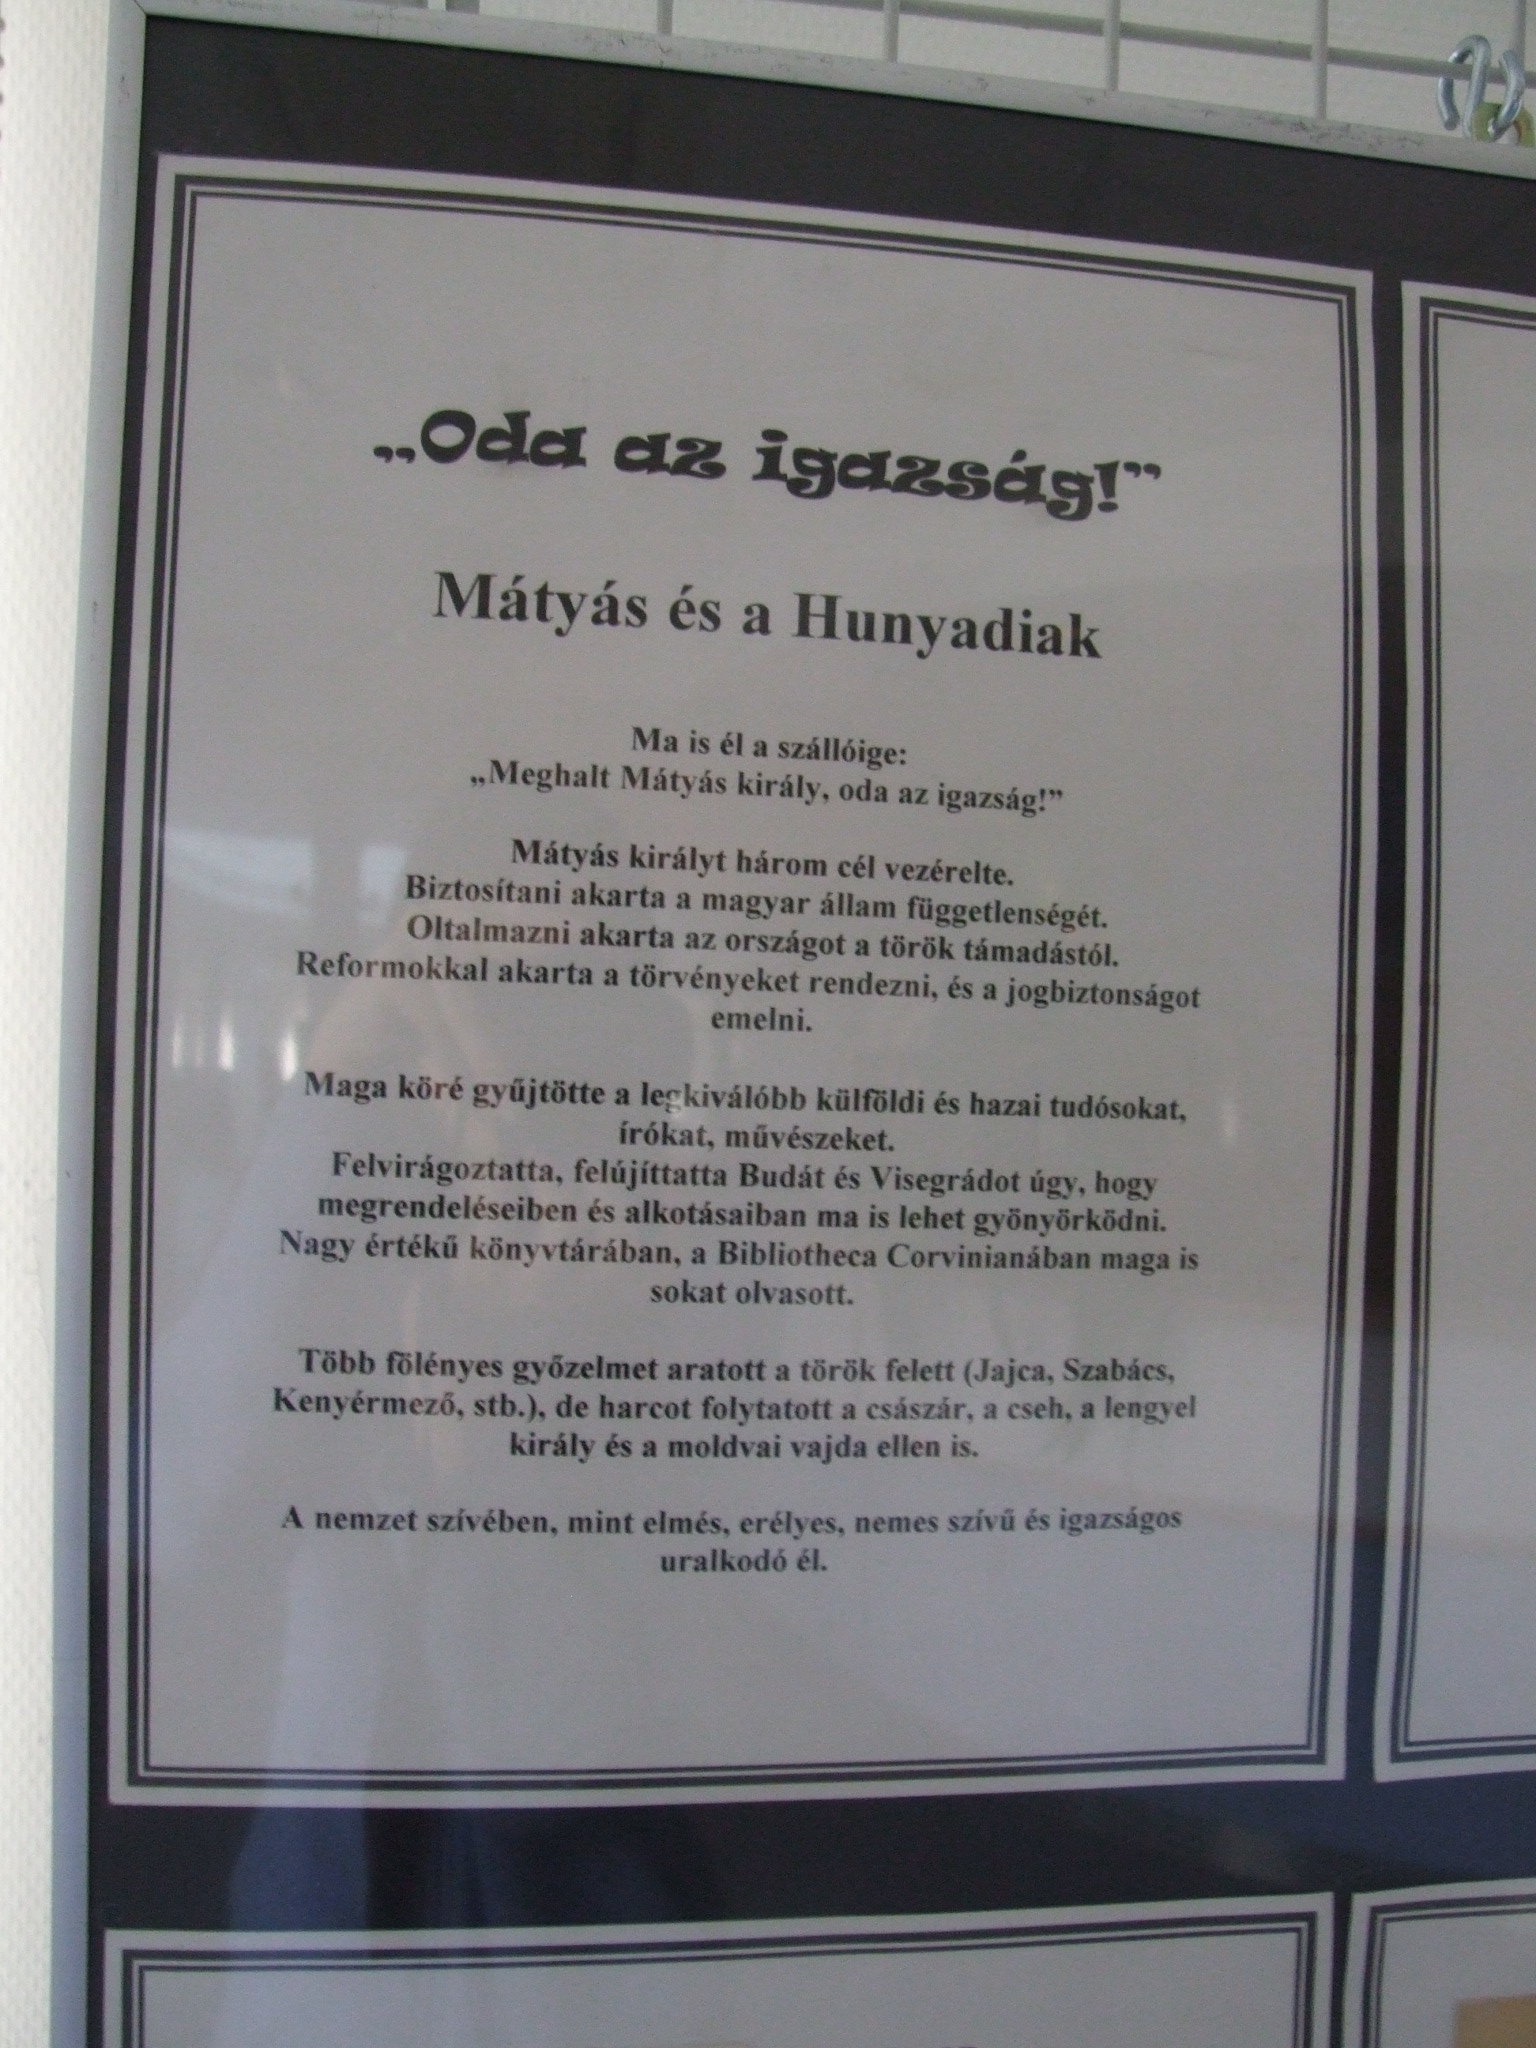 „Oda az igazság!”
Mátyás és a Hunyadiak
Ma is él a szállóige:
„Meghalt Mátyás király, oda az igazság!”
Mátyás királyt három cél vezérelte.
Biztosítani akarta a magyar állam függetlenségét.
Oltalmazni akarta az országot a török támadástól.
Reformokkal akarta a törvényeket rendezni, és a jogbiztonságot
emelni.
Maga köré gyűjtötte a legkiválóbb külföldi és hazai tudósokat,
írókat, művészeket.
Felvirágoztatta, felújíttatta Budát és Visegrádot úgy, hogy
megrendeléseiben és alkotásaiban ma is lehet gyönyörködni.
Nagy értékű könyvtárában, a Bibliotheca Corvinianában maga is
sokat olvasott.
Több fölényes győzelmet aratott a török felett (Jajca, Szabács,
Kenyérmező, stb.), de harcot folytatott a császár, a cseh, a lengyel
király és a moldvai vajda ellen is.
A nemzet szívében, mint elmés, erélyes, nemes szívű és igazságos
uralkodó él.